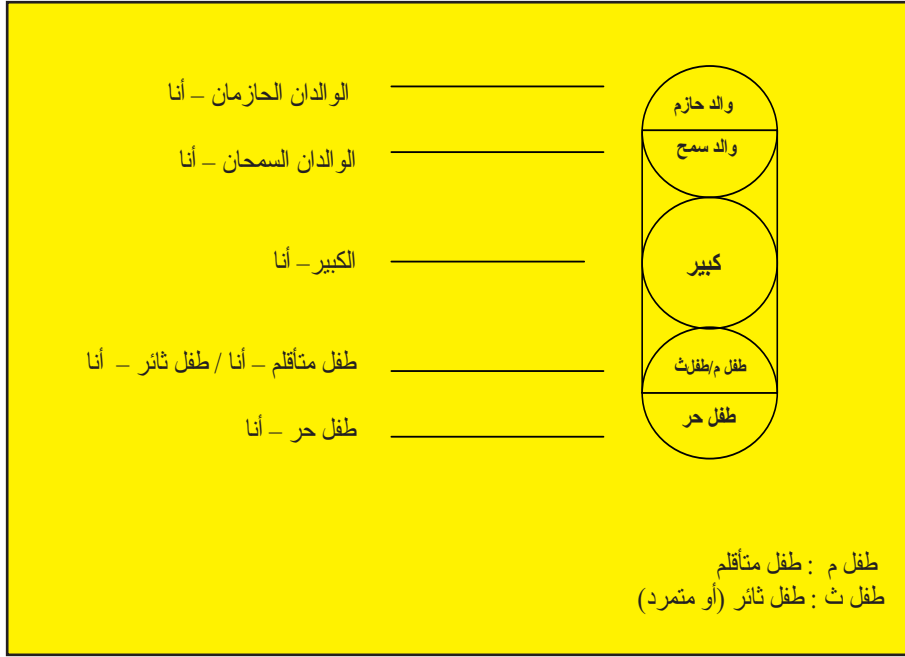 والد حازم
الوالدان الحازمان – أنا
والد سمح
الوالدان السمحان – أنا
كبير
الكبير – أنا
طفل م/طفل ث
طفل متأقلم – أنا / طفل ثائر – أنا
طفل حر
طفل حر – أنا
طفل م : طفل متأقلم
طفل ث : طفل ثائر (أو متمرد)